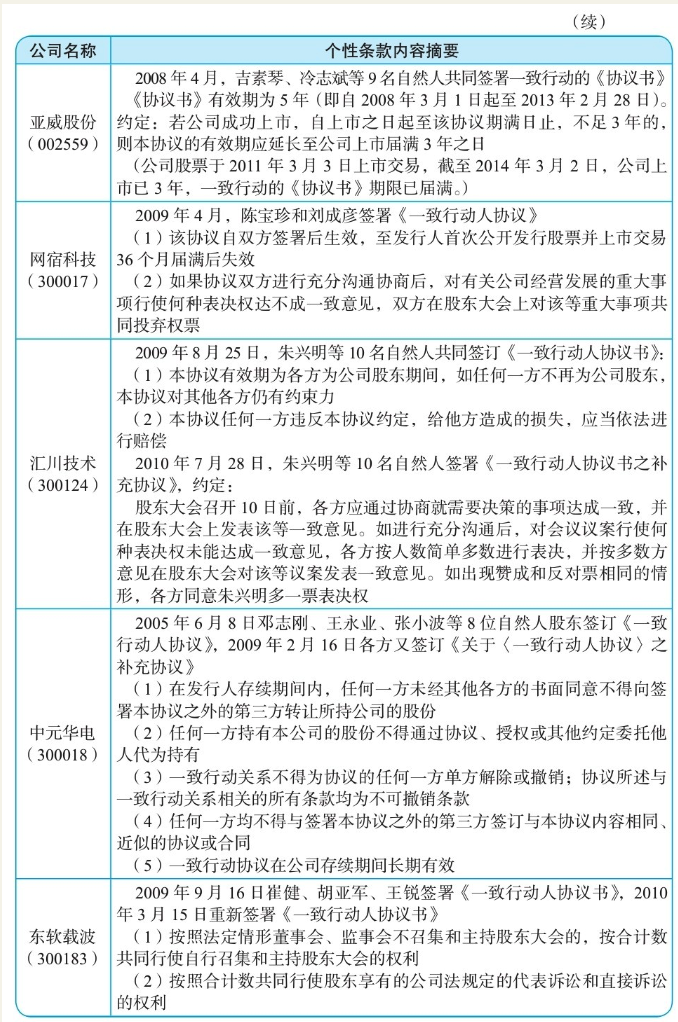 （续）
公司名称
个性条款内容摘要
亚威股份
（002559）
2008 年 4 月，吉素琴、冷志斌等 9 名自然人共同签署一致行动的《协议书》
《协议书》有效期为 5 年（即自 2008 年 3 月 1 日起至 2013 年 2 月 28 日）。
约定：若公司成功上市，自上市之日起至该协议期满日止，不足 3 年的，
则本协议的有效期应延长至公司上市届满 3 年之日
（公司股票于 2011 年 3 月 3 日上市交易，截至 2014 年 3 月 2 日，公司上
市已 3 年，一致行动的《协议书》期限已届满。）
网宿科技
（300017）
2009 年 4 月，陈宝珍和刘成彦签署《一致行动人协议》
（1）该协议自双方签署后生效，至发行人首次公开发行股票并上市交易
36 个月届满后失效
（2）如果协议双方进行充分沟通协商后，对有关公司经营发展的重大事
项行使何种表决权达不成一致意见，双方在股东大会上对该等重大事项共
同投弃权票
汇川技术
（300124）
2009 年 8 月 25 日，朱兴明等 10 名自然人共同签订《一致行动人协议书》：
（1）本协议有效期为各方为公司股东期间，如任何一方不再为公司股东，
本协议对其他各方仍有约束力
（2）本协议任何一方违反本协议约定，给他方造成的损失，应当依法进
行赔偿
2010 年 7 月 28 日，朱兴明等 10 名自然人签署《一致行动人协议书之补
充协议》，约定：
股东大会召开 10 日前，各方应通过协商就需要决策的事项达成一致，并
在股东大会上发表该等一致意见。如进行充分沟通后，对会议议案行使何
种表决权未能达成一致意见，各方按人数简单多数进行表决，并按多数方
意见在股东大会对该等议案发表一致意见。如出现赞成和反对票相同的情
形，各方同意朱兴明多一票表决权
中元华电
（300018）
2005 年 6 月 8 日邓志刚、王永业、张小波等 8 位自然人股东签订《一致
行动人协议》，2009 年 2 月 16 日各方又签订《关于〈一致行动人协议〉之
补充协议》
（1）在发行人存续期间内，任何一方未经其他各方的书面同意不得向签
署本协议之外的第三方转让所持公司的股份
（2）任何一方持有本公司的股份不得通过协议、授权或其他约定委托他
人代为持有
（3）一致行动关系不得为协议的任何一方单方解除或撤销；协议所述与
一致行动关系相关的所有条款均为不可撤销条款
（4）任何一方均不得与签署本协议之外的第三方签订与本协议内容相同、
近似的协议或合同
（5）一致行动协议在公司存续期间长期有效
东软载波
（300183）
2009 年 9 月 16 日崔健、胡亚军、王锐签署《一致行动人协议书》，2010
年 3 月 15 日重新签署《一致行动人协议书》
（1）按照法定情形董事会、监事会不召集和主持股东大会的，按合计数
共同行使自行召集和主持股东大会的权利
（2）按照合计数共同行使股东享有的公司法规定的代表诉讼和直接诉讼
的权利